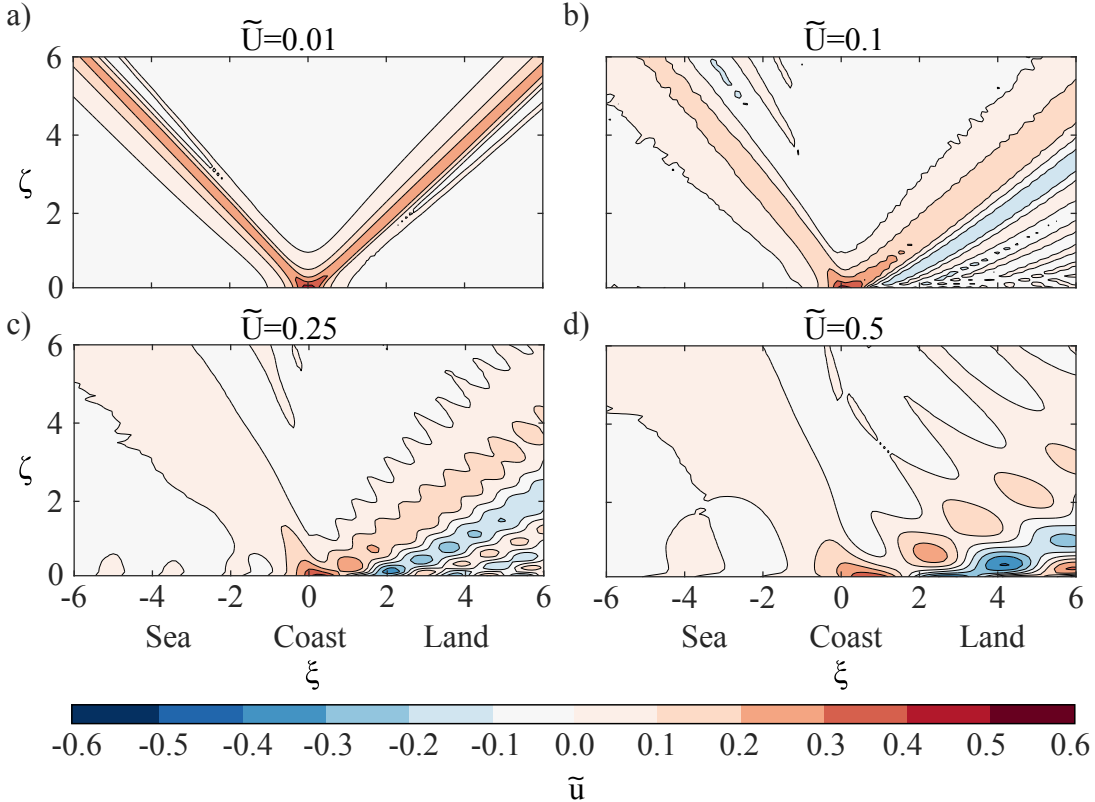 a)
Ũ=0.01
b)
Ũ=0.1
6
4
ζ
2
0
c)
Ũ=0.25
d)
Ũ=0.5
6
4
ζ
2
0
-6 -4 -2 0 2 4 6
-6 -4 -2 0 2 4 6
Sea Coast Land
Sea Coast Land
ξ
ξ
-0.6 -0.5 -0.4 -0.3 -0.2 -0.1 0.0 0.1 0.2 0.3 0.4 0.5 0.6
ũ